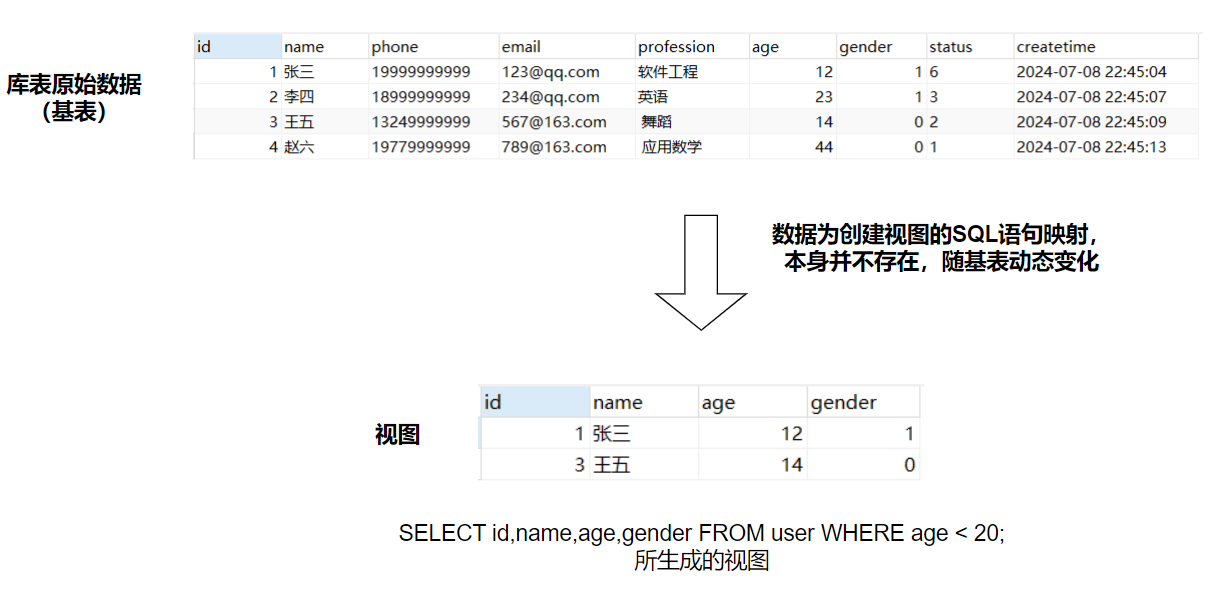 库表原始数据
（基表）
id name phone email profession age gender status createtime
1 张三 19999999999 123@qq.com 软件工程 12 1 6 2024-07-08 22:45:04
2 李四 18999999999 234@qq.com 英语 23 1 3 2024-07-08 22:45:07
3 王五 13249999999 567@163.com 舞蹈 14 0 2 2024-07-08 22:45:09
4 赵六 19779999999 789@163.com 应用数学 44 0 1 2024-07-08 22:45:13
数据为创建视图的SQL语句映射，
本身并不存在，随基表动态变化
视图
id name age gender
1 张三 12 1
3 王五 14 0
SELECT id,name,age,gender FROM user WHERE age < 20;
所生成的视图